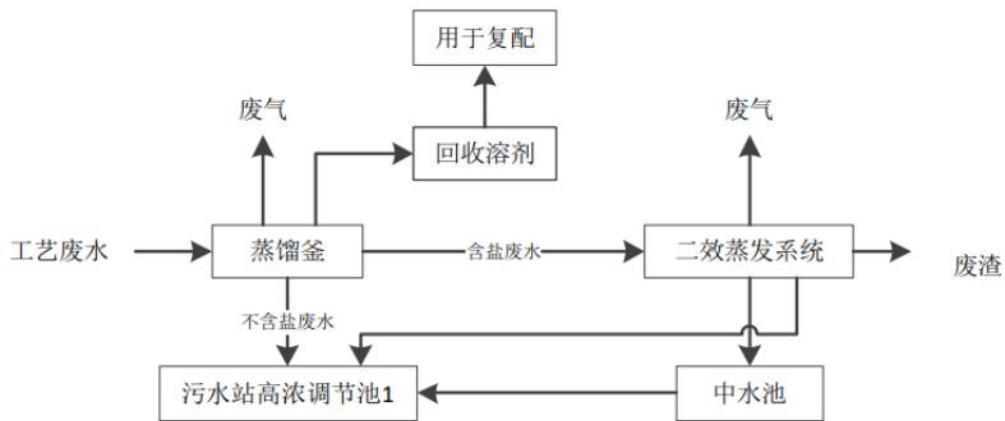 用于复配
废气
废气
回收溶剂
工艺废水
蒸馏釜
含盐废水
二效蒸发系统
废渣
不含盐废水
污水站高浓调节池1
中水池